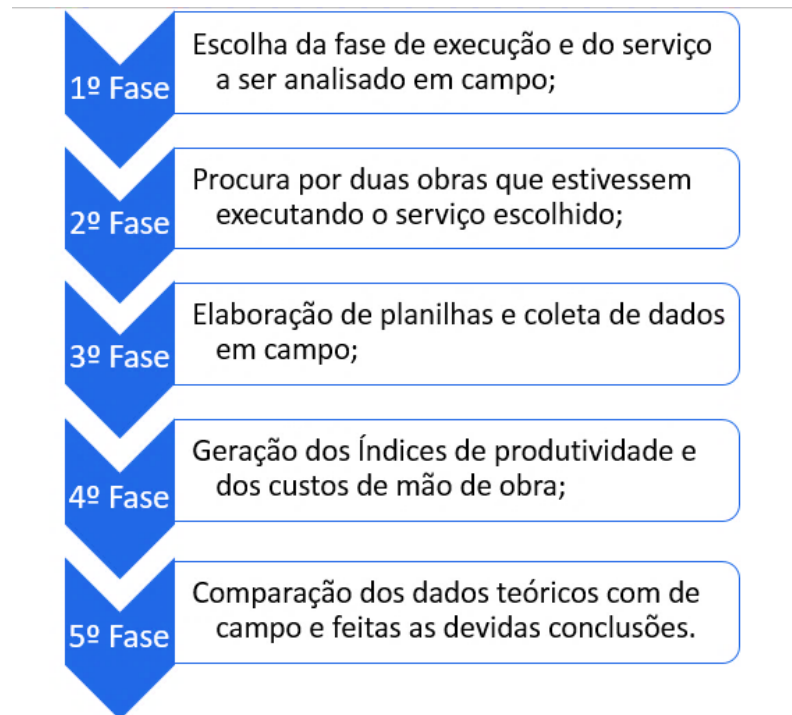 1º Fase
Escolha da fase de execução e do serviço
a ser analisado em campo;
2º Fase
Procura por duas obras que estivessem
executando o serviço escolhido;
3º Fase
Elaboração de planilhas e coleta de dados
em campo;
4º Fase
Geração dos Índices de produtividade e
dos custos de mão de obra;
5º Fase
Comparação dos dados teóricos com de
campo e feitas as devidas conclusões.